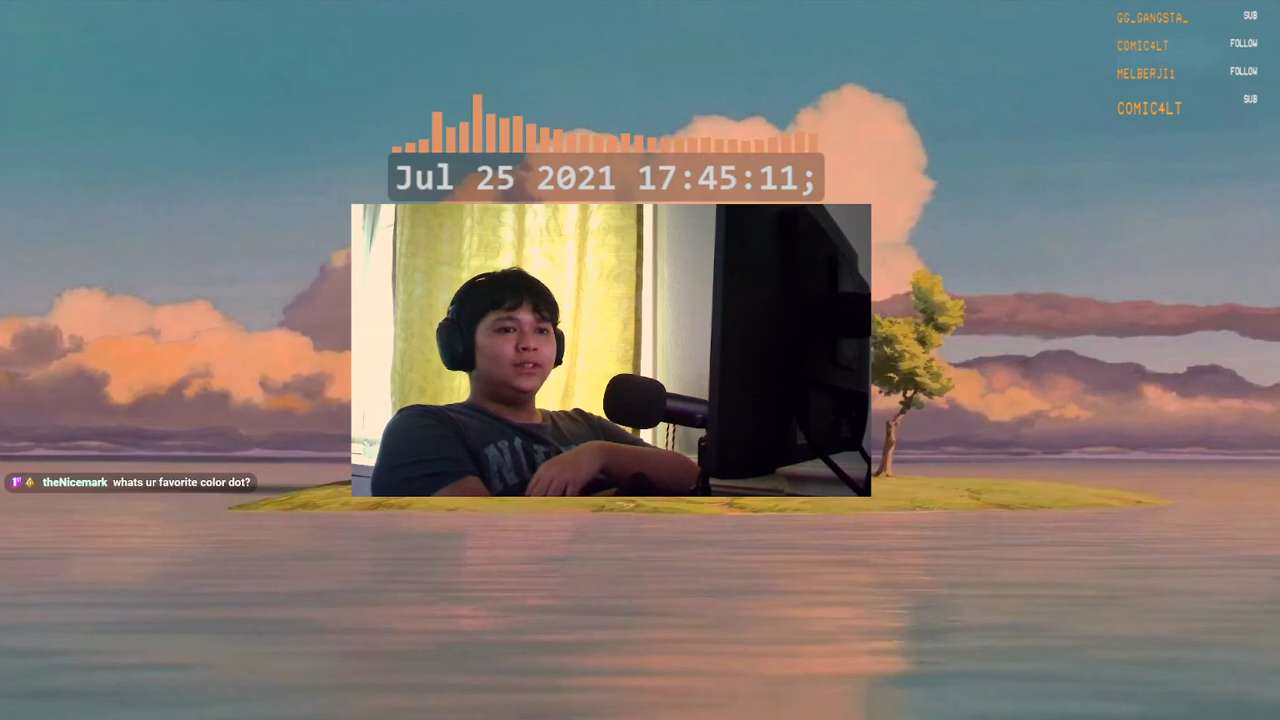 GG_GANGSTA_ SUB
COMIC4LT FOLLOW
MELBERJI1 FOLLOW
COMIC4LT SUB
Jul 25 2021 17:45:11;
theNicemark whats ur favorite color dot?